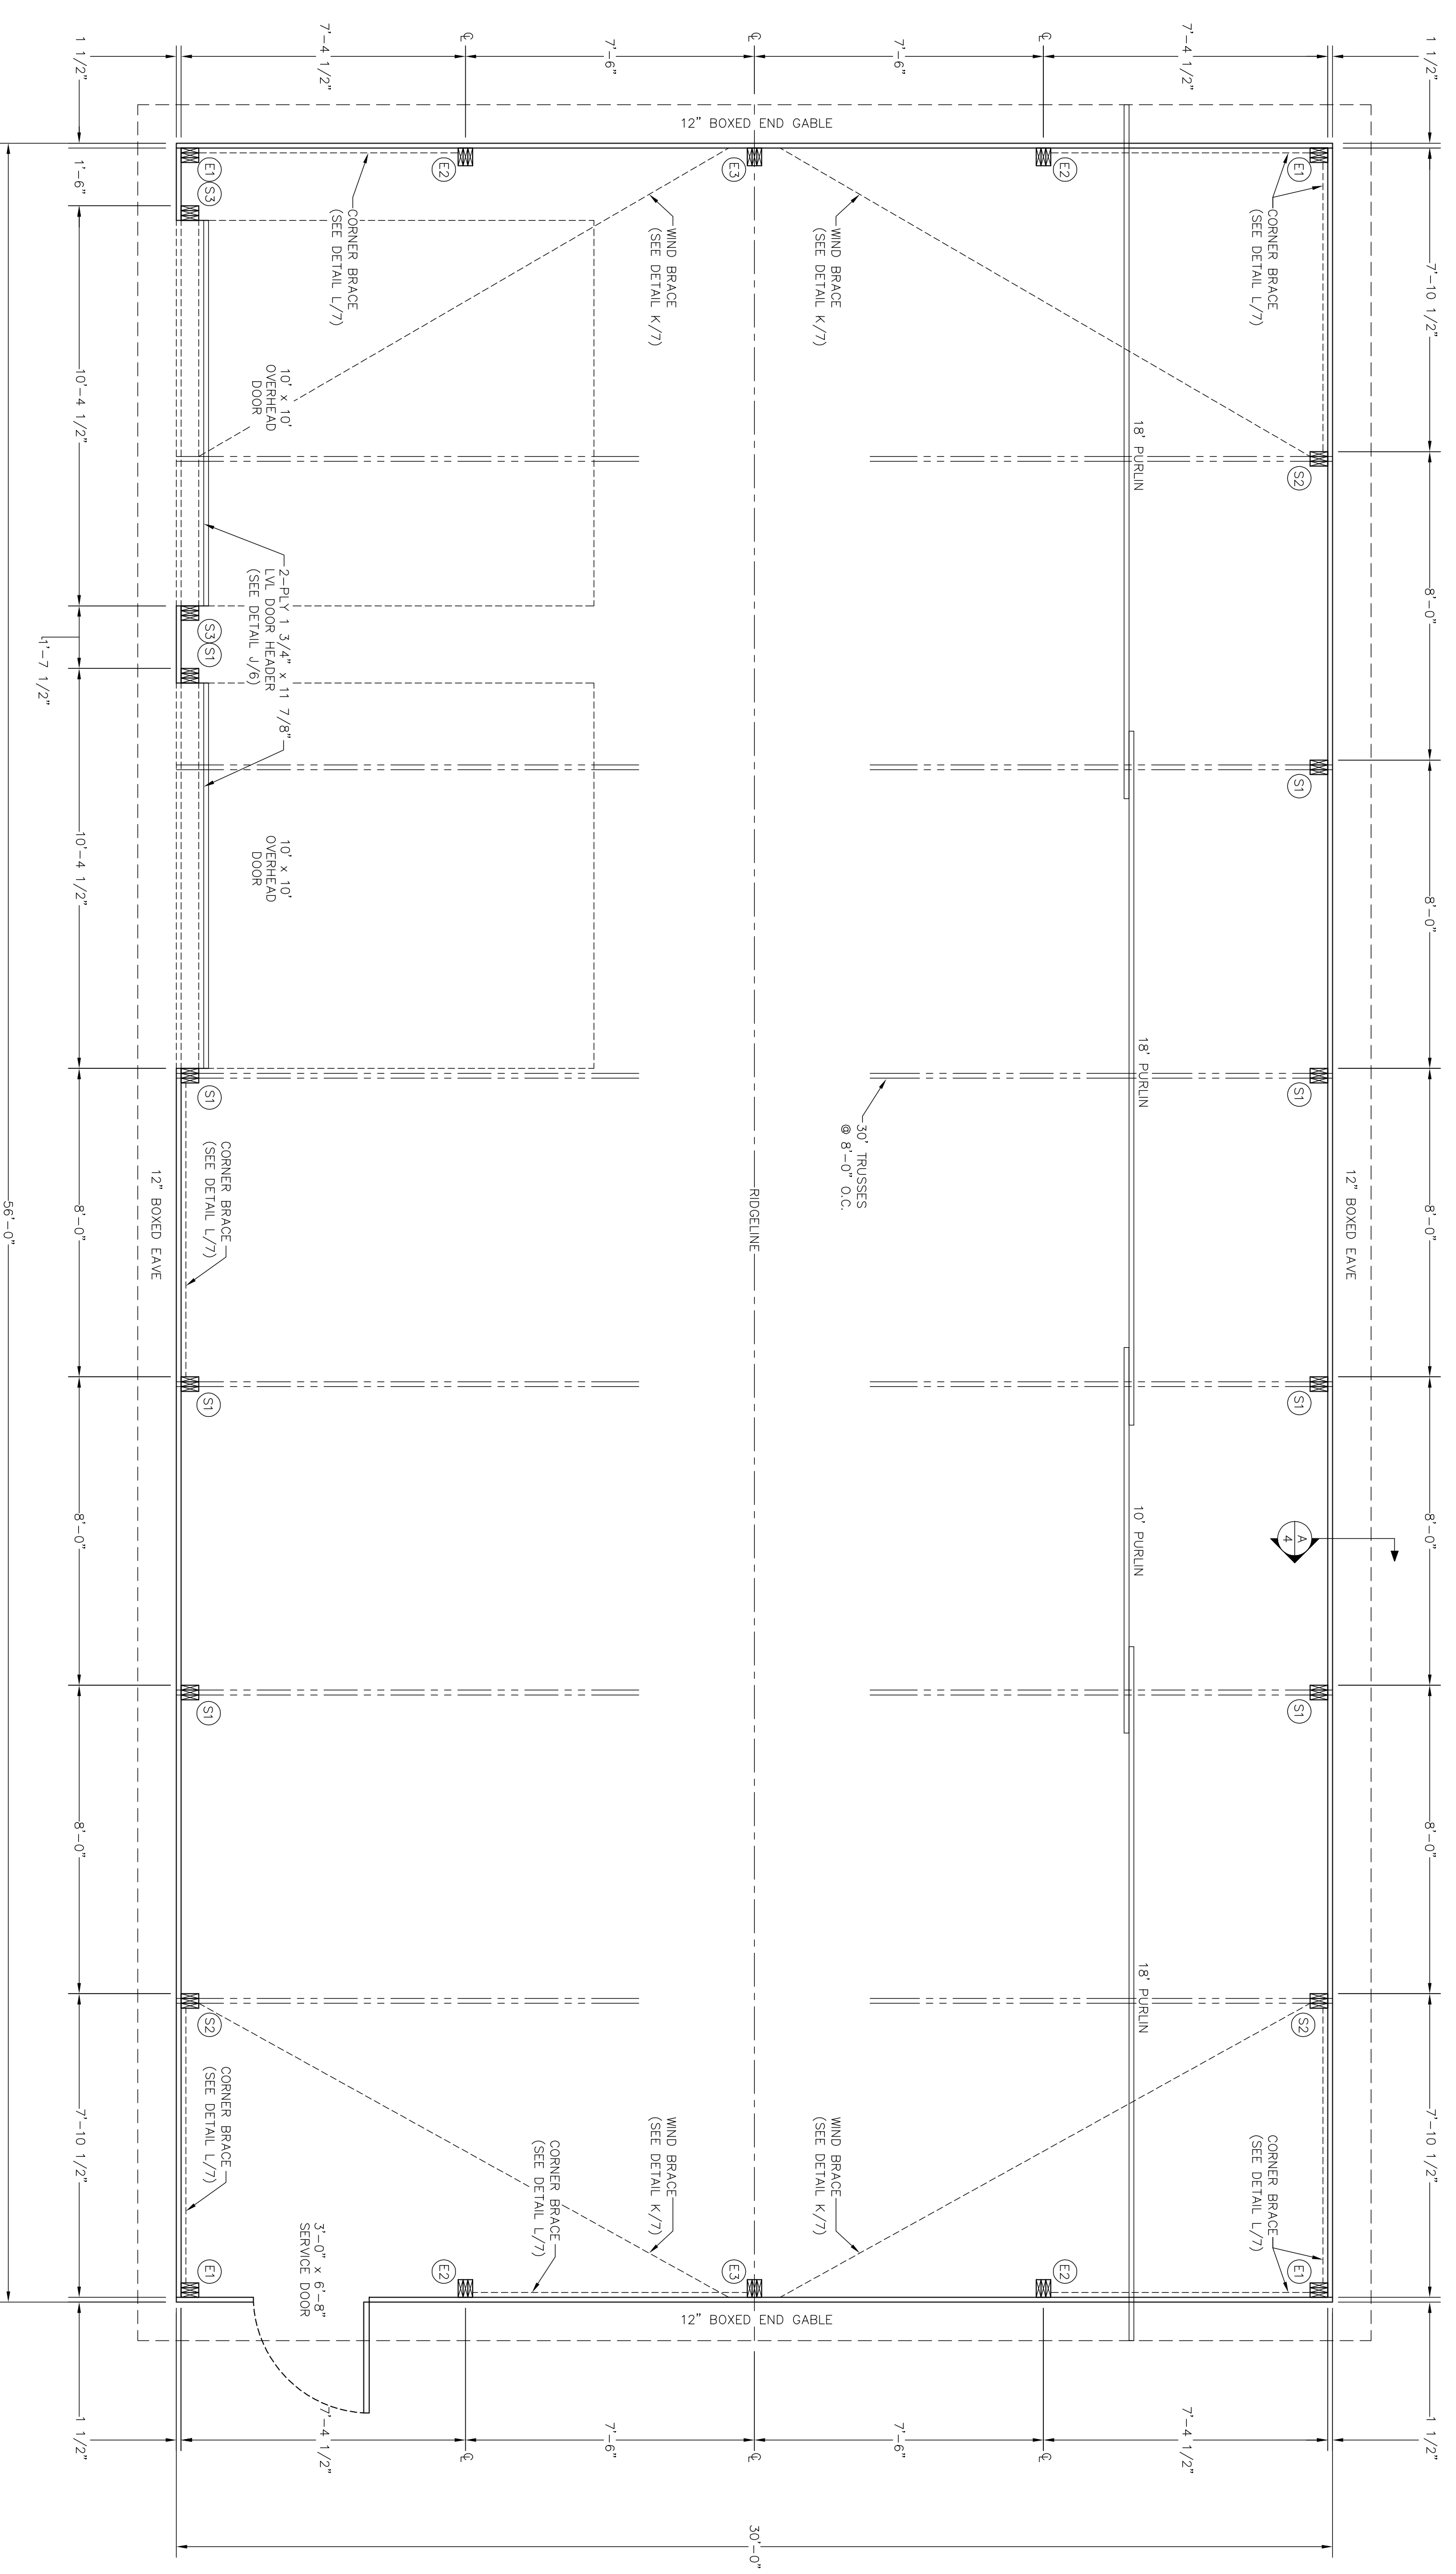 1 1/2"
7'-10 1/2"
8'-0"
8'-0"
8'-0"
8'-0"
8'-0"
7'-10 1/2"
1 1/2"
12" BOXED EAVE
E1
S2
S1
S1
S1
S1
S2
E1
A
4
CORNER BRACE
(SEE DETAIL L/7)
CORNER BRACE
(SEE DETAIL L/7)
7'-4 1/2"
7'-4 1/2"
18' PURLIN
18' PURLIN
10' PURLIN
18' PURLIN
℄
E2
E2
℄
7'-6"
7'-6"
WIND BRACE
(SEE DETAIL K/7)
30' TRUSSES
@ 8'-0" O.C.
WIND BRACE
(SEE DETAIL K/7)
12" BOXED END GABLE
12" BOXED END GABLE
℄
E3
RIDGELINE
E3
℄
30'-0"
WIND BRACE
(SEE DETAIL K/7)
WIND BRACE
(SEE DETAIL K/7)
7'-6"
7'-6"
CORNER BRACE
(SEE DETAIL L/7)
℄
E2
E2
℄
CORNER BRACE
(SEE DETAIL L/7)
7'-4 1/2"
7'-4 1/2"
3'-0" x 6'-8"
SERVICE DOOR
10' x 10'
OVERHEAD
DOOR
2-PLY 1 3/4" x 11 7/8"
LVL DOOR HEADER
(SEE DETAIL J/6)
10' x 10'
OVERHEAD
DOOR
CORNER BRACE
(SEE DETAIL L/7)
CORNER BRACE
(SEE DETAIL L/7)
E1
S3
S3
S1
S1
S1
S1
S2
E1
12" BOXED EAVE
1 1/2"
1'-6"
10'-4 1/2"
1'-7 1/2"
10'-4 1/2"
8'-0"
8'-0"
8'-0"
7'-10 1/2"
1 1/2"
56'-0"